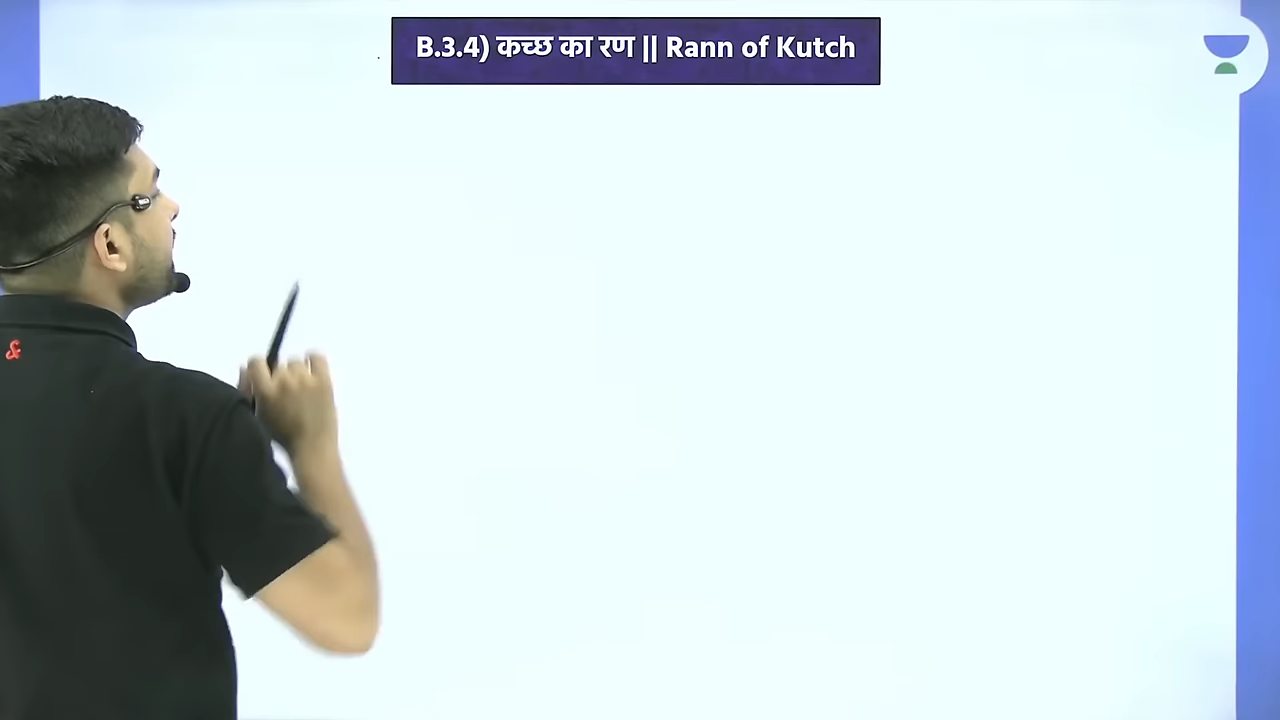 B.3.4) कच्छ का रण || Rann of Kutch